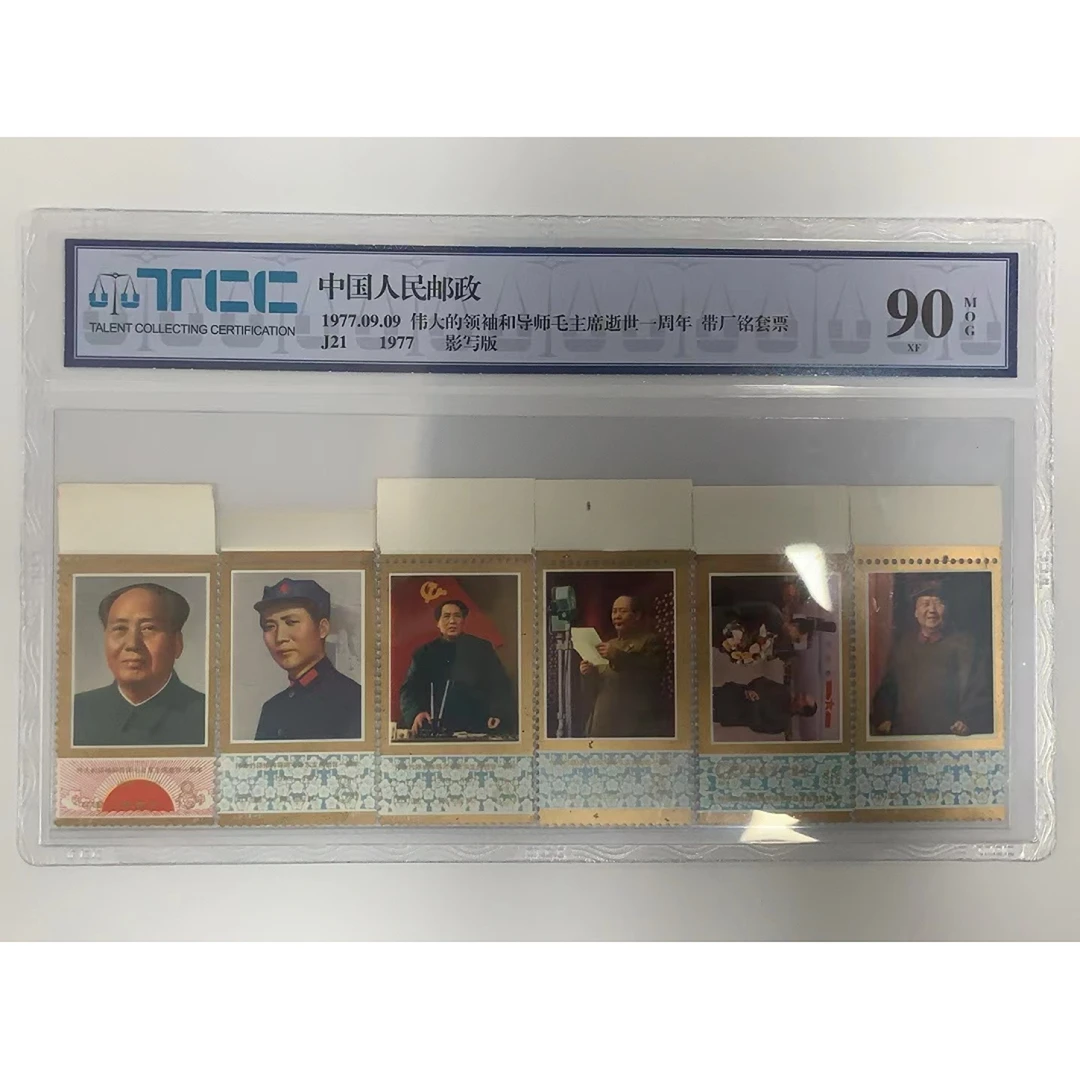 TCC
TALENT COLLECTING CERTIFICATION
中国人民邮政
1977.09.09 伟大的领袖和导师毛主席逝世一周年 带厂铭套票
J21 1977 影写版
90
XF
MOG